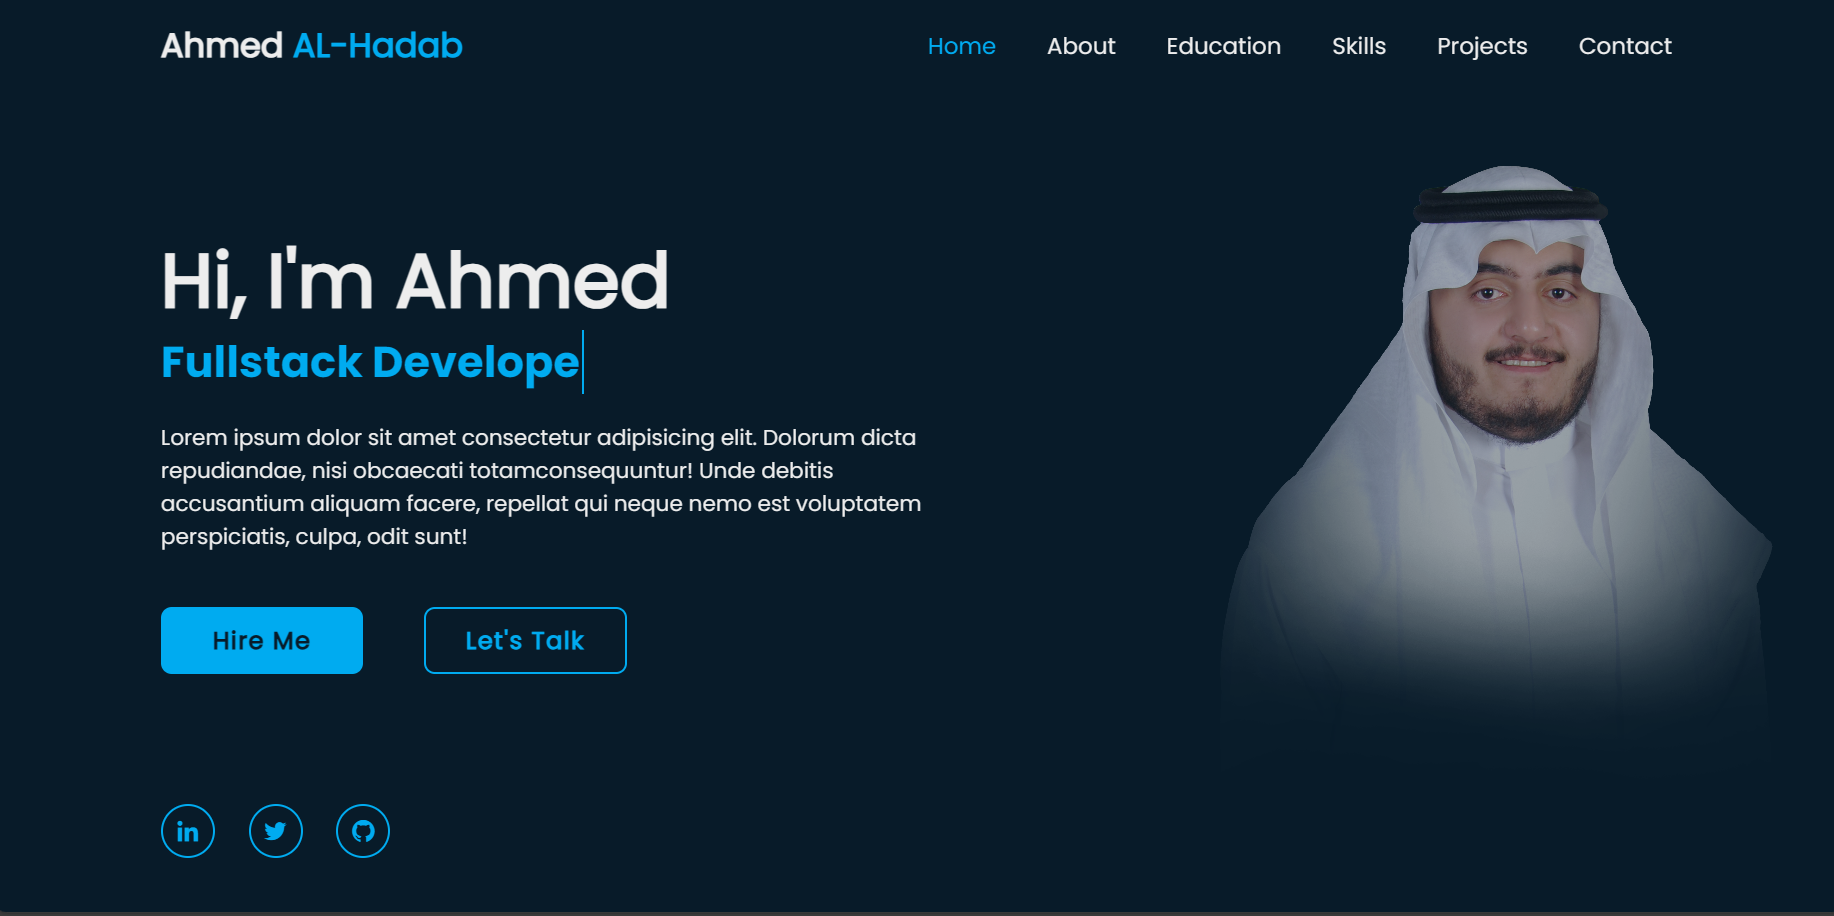 Ahmed AL-Hadab
Home About Education Skills Projects Contact
Hi, I'm Ahmed
Fullstack Develope
Lorem ipsum dolor sit amet consectetur adipisicing elit. Dolorum dicta
repudiandae, nisi obcaecati totamconsequuntur! Unde debitis
accusantium aliquam facere, repellat qui neque nemo est voluptatem
perspiciatis, culpa, odit sunt!
Hire Me
Let's Talk
in